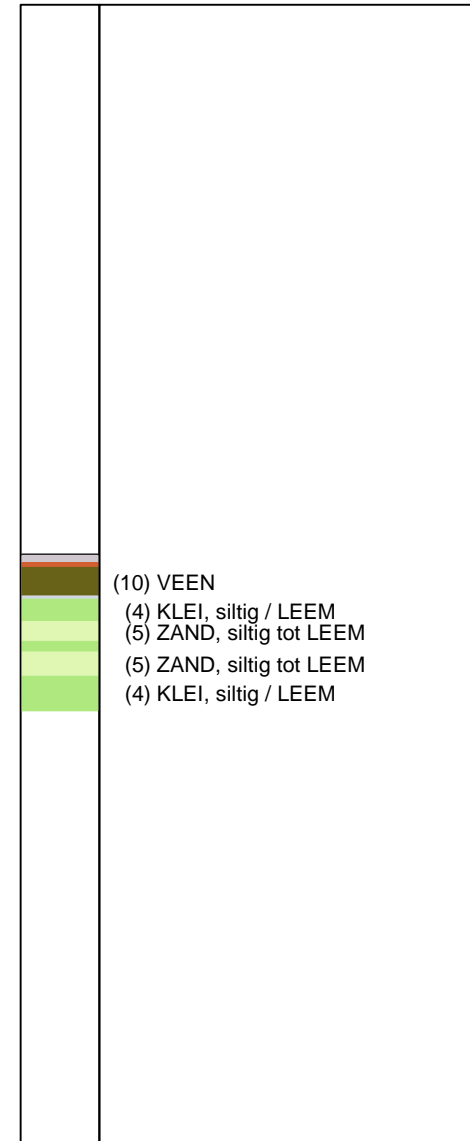 (10) VEEN
(4) KLEI, siltig / LEEM
(5) ZAND, siltig tot LEEM
(5) ZAND, siltig tot LEEM
(4) KLEI, siltig / LEEM